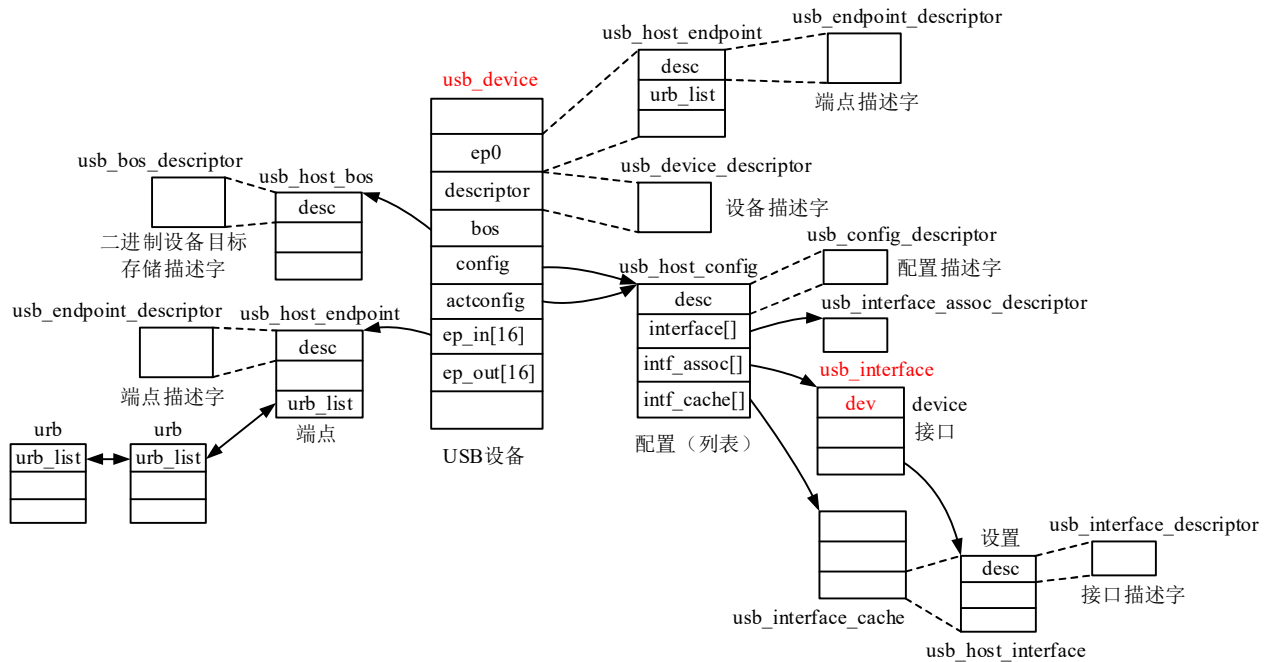 usb_endpoint_descriptor
usb_host_endpoint
desc
urb_list
端点描述字
usb_device
ep0
descriptor
bos
config
actconfig
ep_in[16]
ep_out[16]
USB设备
usb_device_descriptor
设备描述字
usb_bos_descriptor
usb_host_bos
desc
二进制设备目标
存储描述字
usb_config_descriptor
配置描述字
usb_host_config
desc
interface[]
intf_assoc[]
intf_cache[]
配置（列表）
usb_interface_assoc_descriptor
usb_endpoint_descriptor
usb_host_endpoint
desc
urb_list
端点描述字
端点
urb
urb_list
urb
urb_list
usb_interface
dev
device
接口
usb_interface_cache
设置
desc
usb_host_interface
usb_interface_descriptor
接口描述字